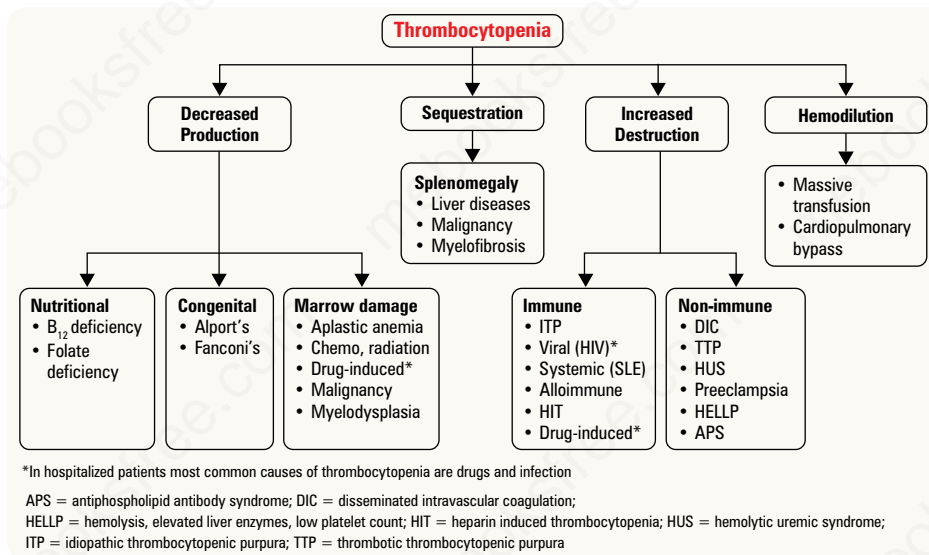 Thrombocytopenia
Decreased
Production
Sequestration
Increased
Destruction
Hemodilution
Splenomegaly
• Liver diseases
• Malignancy
• Myelofibrosis
• Massive
transfusion
• Cardiopulmonary
bypass
Nutritional
• B12 deficiency
• Folate
deficiency
Congenital
• Alport's
• Fanconi's
Marrow damage
• Aplastic anemia
• Chemo, radiation
• Drug-induced*
• Malignancy
• Myelodysplasia
Immune
• ITP
• Viral (HIV)*
• Systemic (SLE)
• Alloimmune
• HIT
• Drug-induced*
Non-immune
• DIC
• TTP
• HUS
• Preeclampsia
• HELLP
• APS
*In hospitalized patients most common causes of thrombocytopenia are drugs and infection
APS = antiphospholipid antibody syndrome; DIC = disseminated intravascular coagulation;
HELLP = hemolysis, elevated liver enzymes, low platelet count; HIT = heparin induced thrombocytopenia; HUS = hemolytic uremic syndrome;
ITP = idiopathic thrombocytopenic purpura; TTP = thrombotic thrombocytopenic purpura